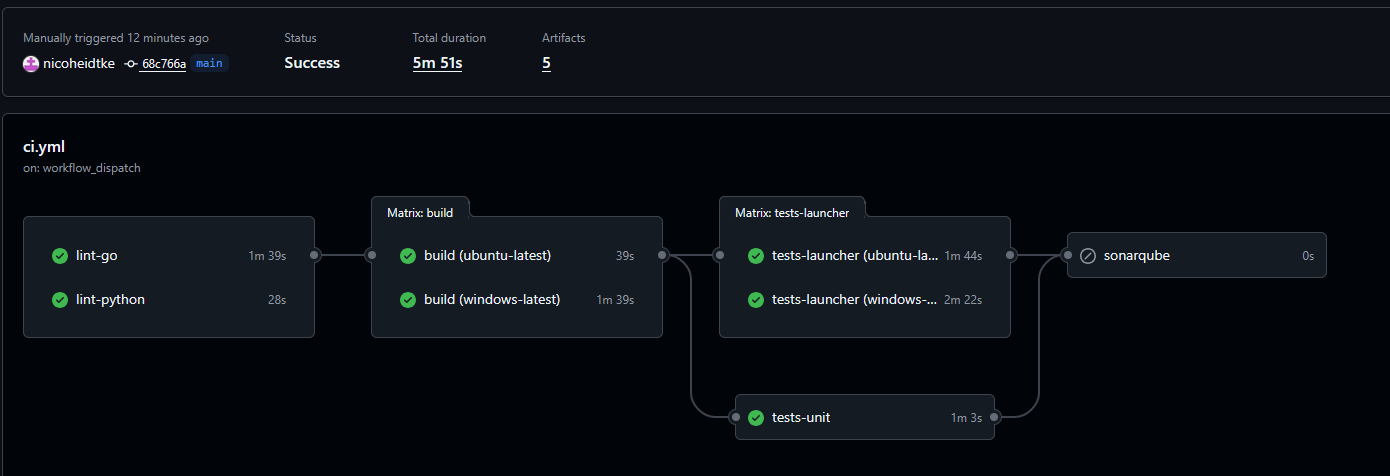 Manually triggered 12 minutes ago
nicoheidtke 68c766a main
Status
Success
Total duration
5m 51s
Artifacts
5
ci.yml
on: workflow_dispatch
lint-go 1m 39s
lint-python 28s
Matrix: build
build (ubuntu-latest) 39s
build (windows-latest) 1m 39s
Matrix: tests-launcher
tests-launcher (ubuntu-la... 1m 44s
tests-launcher (windows-... 2m 22s
tests-unit 1m 3s
sonarqube 0s